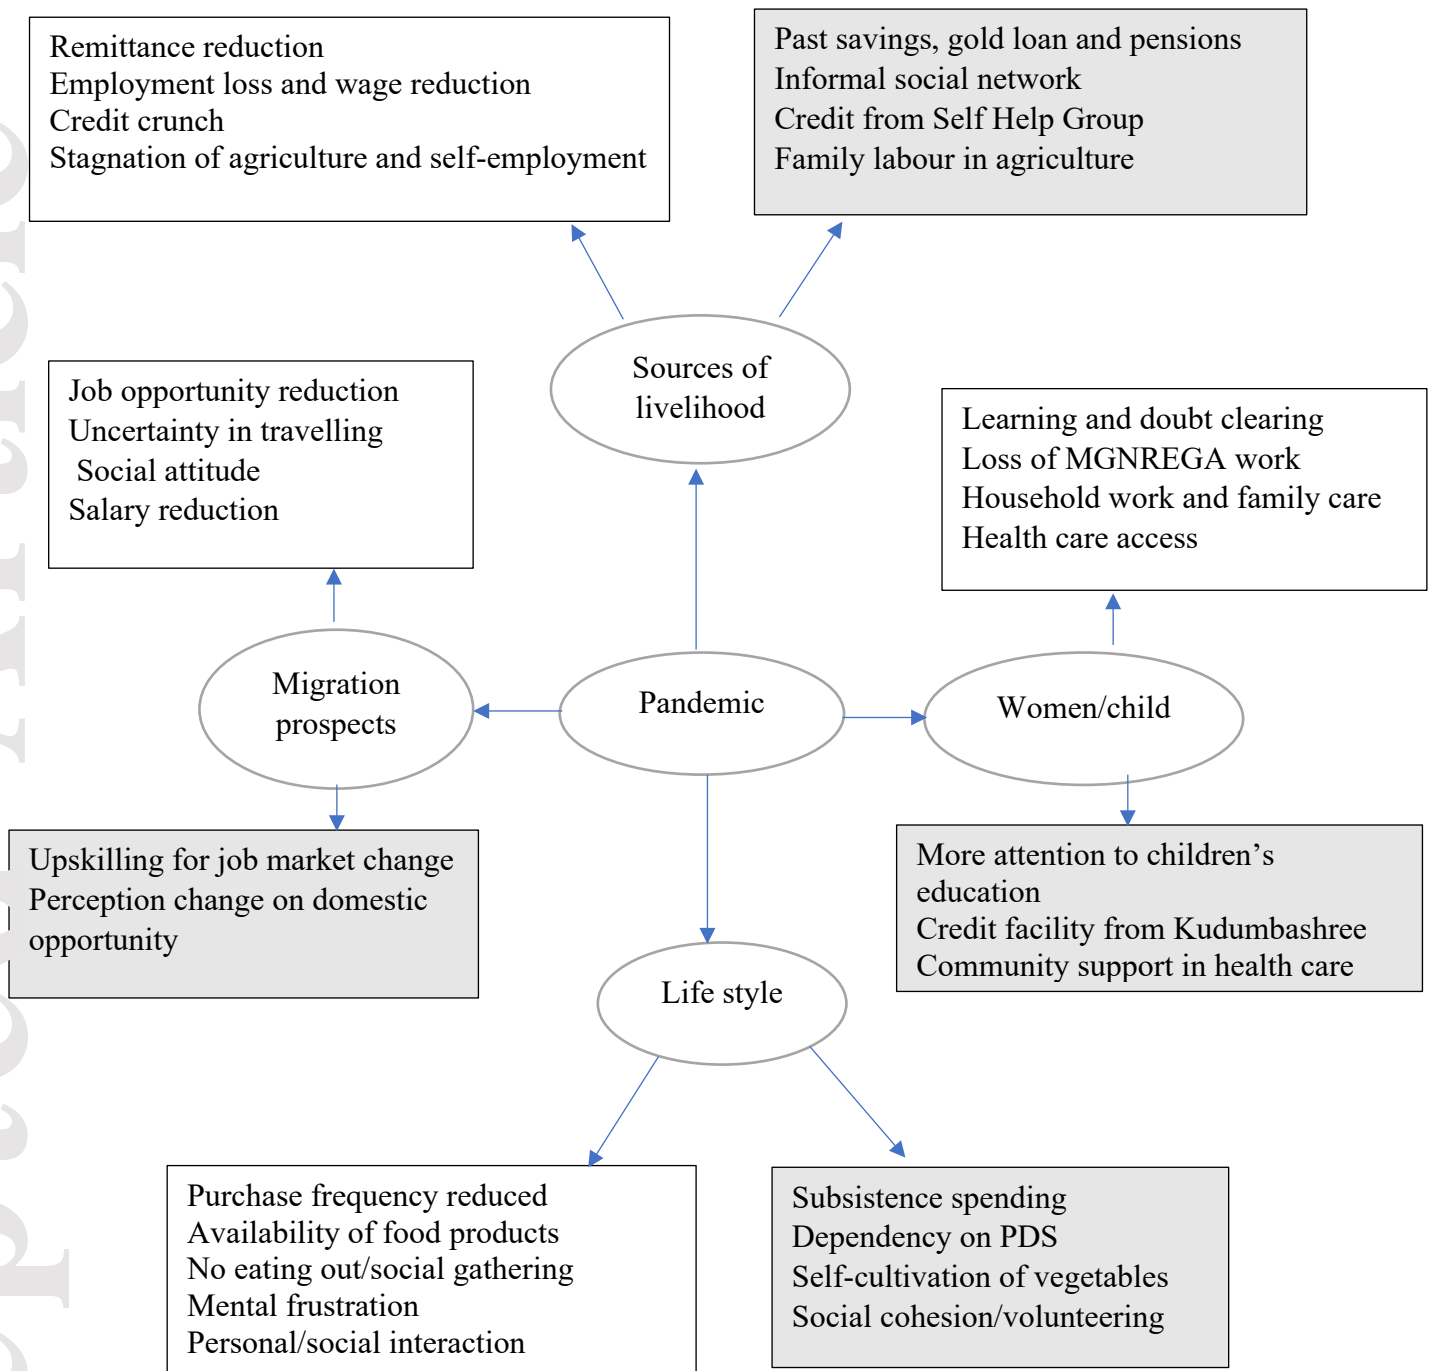 Remittance reduction
Employment loss and wage reduction
Credit crunch
Stagnation of agriculture and self-employment
Past savings, gold loan and pensions
Informal social network
Credit from Self Help Group
Family labour in agriculture
Sources of
livelihood
Job opportunity reduction
Uncertainty in travelling
Social attitude
Salary reduction
Learning and doubt clearing
Loss of MGNREGA work
Household work and family care
Health care access
Migration
prospects
Pandemic
Women/child
Upskilling for job market change
Perception change on domestic
opportunity
More attention to children’s
education
Credit facility from Kudumbashree
Community support in health care
Life style
Purchase frequency reduced
Availability of food products
No eating out/social gathering
Mental frustration
Personal/social interaction
Subsistence spending
Dependency on PDS
Self-cultivation of vegetables
Social cohesion/volunteering